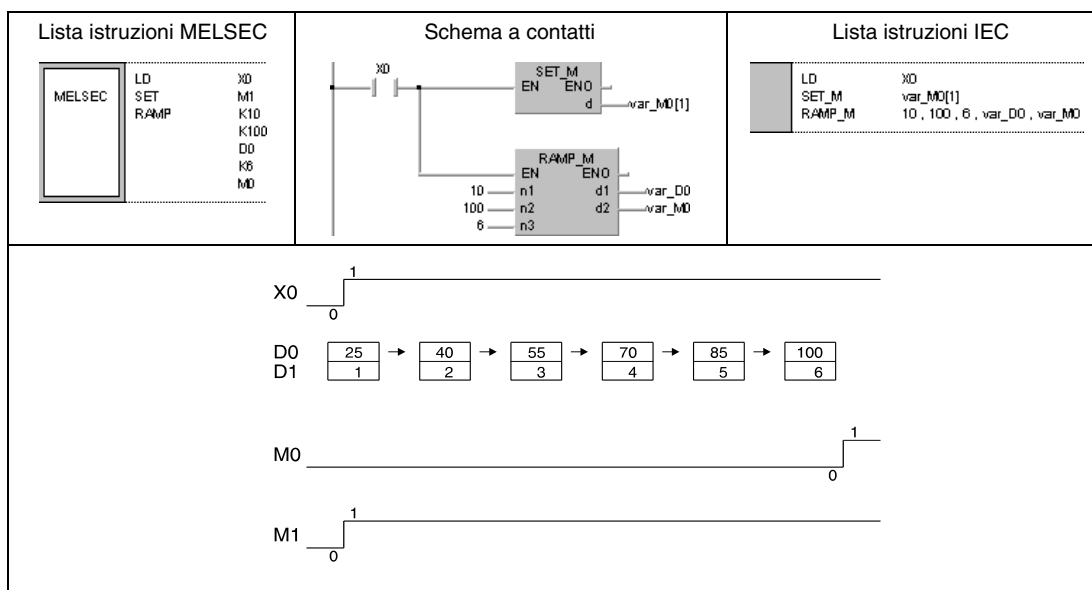 Lista istruzioni MELSEC
MELSEC
LD X0
SET M1
RAMP K10
K100
D0
K6
M0
Schema a contatti
X0
SET_M
EN ENO
d var_M0[1]
RAMP_M
EN ENO
10 n1 d1 var_D0
100 n2 d2 var_M0
6 n3
Lista istruzioni IEC
LD X0
SET_M var_M0[1]
RAMP_M 10 , 100 , 6 , var_D0 , var_M0
X0 0 1
D0 25 → 40 → 55 → 70 → 85 → 100
D1 1 2 3 4 5 6
M0 0 1
M1 0 1